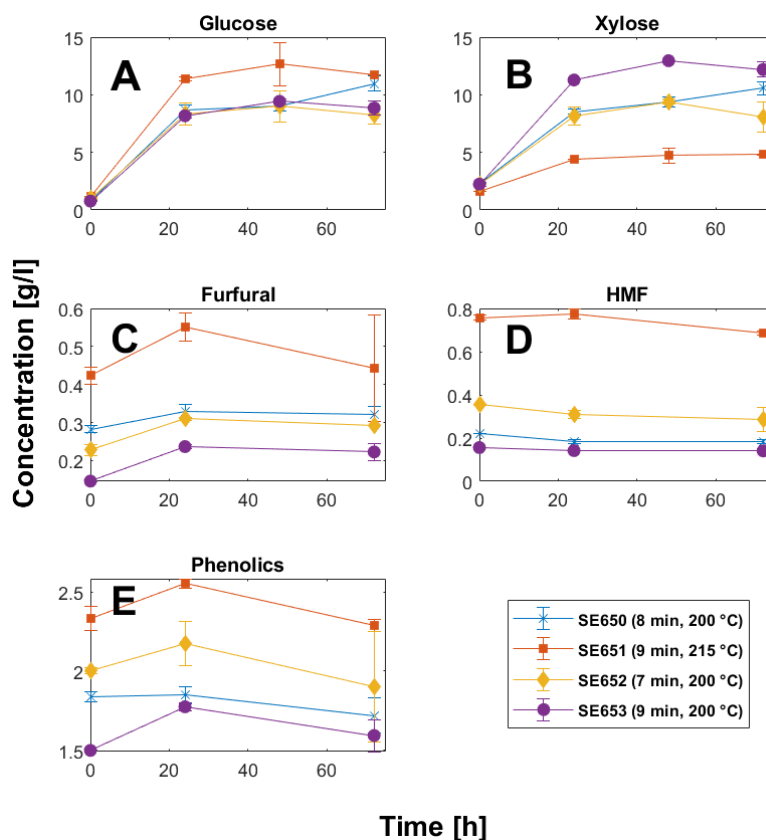 Glucose
Xylose
A
B
15
10
5
0
0
20
40
60
15
10
5
0
0
20
40
60
Concentration [g/l]
Furfural
HMF
C
D
0.6
0.5
0.4
0.3
0.2
0
20
40
60
0.8
0.6
0.4
0.2
0
0
20
40
60
Phenolics
E
2.5
2
1.5
0
20
40
60
SE650 (8 min, 200 °C)
SE651 (9 min, 215 °C)
SE652 (7 min, 200 °C)
SE653 (9 min, 200 °C)
Time [h]